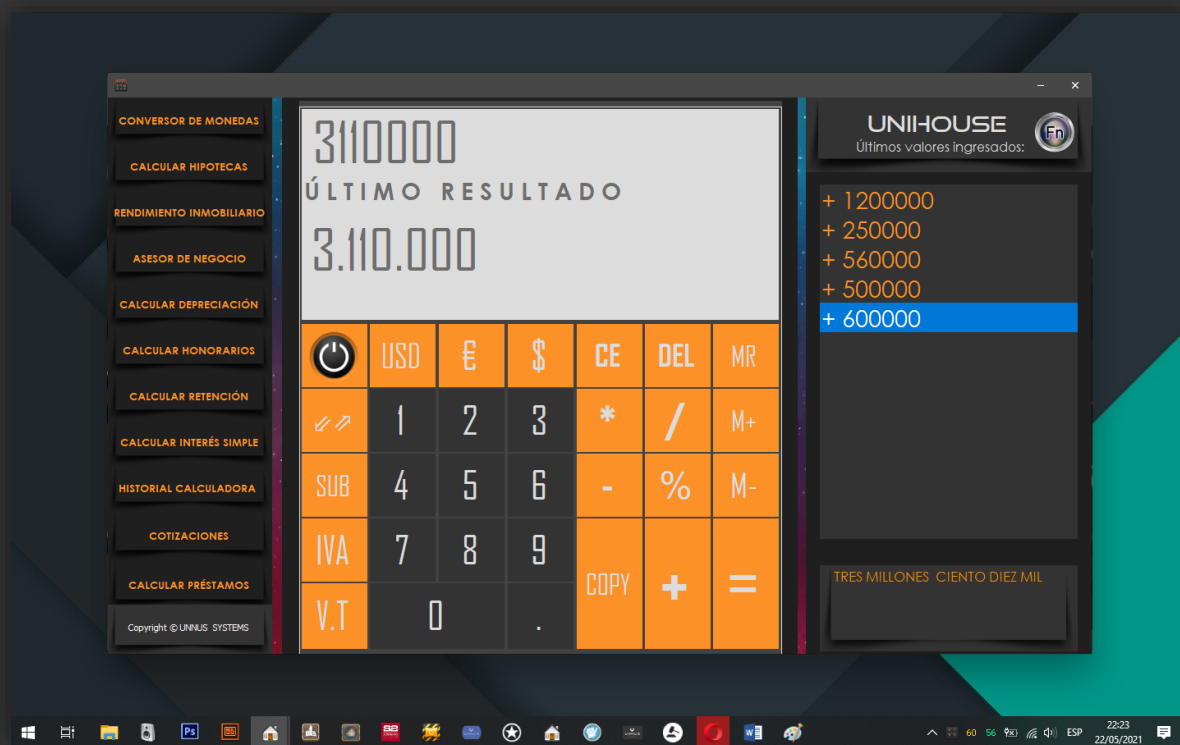 CONVERSOR DE MONEDAS
CALCULAR HIPOTECAS
RENDIMIENTO INMOBILIARIO
ASESOR DE NEGOCIO
CALCULAR DEPRECIACIÓN
CALCULAR HONORARIOS
CALCULAR RETENCIÓN
CALCULAR INTERÉS SIMPLE
HISTORIAL CALCULADORA
COTIZACIONES
CALCULAR PRÉSTAMOS
Copyright © UNNUS SYSTEMS
3110000
ÚLTIMO RESULTADO
3.110.000
USD € $ CE DEL MR
1 2 3 * / M+
SUB 4 5 6 - % M-
IVA 7 8 9
COPY + =
V.T 0 .
UNIHOUSE
Últimos valores ingresados:
Fn
+ 1200000
+ 250000
+ 560000
+ 500000
+ 600000
TRES MILLONES CIENTO DIEZ MIL
Ps
W
60 56 ESP
22:23
22/05/2021